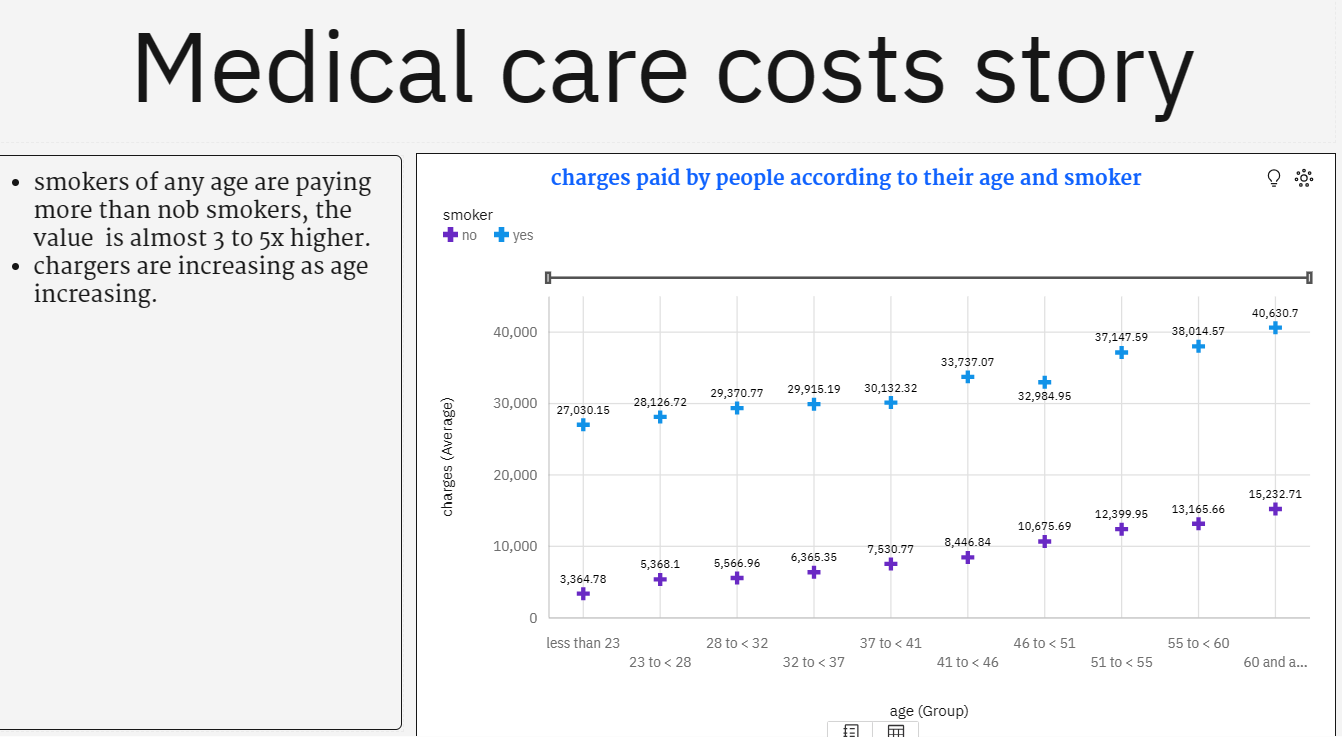 Medical care costs story
• smokers of any age are paying
more than nob smokers, the
value  is almost 3 to 5x higher.
• chargers are increasing as age
increasing.
charges paid by people according to their age and smoker
smoker
no yes
40,630.7
40,000
37,147.59 38,014.57
33,737.07
32,984.95
30,000
27,030.15 28,126.72 29,370.77 29,915.19 30,132.32
charges (Average)
20,000
15,232.71
12,399.95 13,165.66
10,675.69
10,000
3,364.78 5,368.1 5,566.96 6,365.35 7,530.77 8,446.84
0
less than 23 28 to < 32 37 to < 41 46 to < 51 55 to < 60
23 to < 28 32 to < 37 41 to < 46 51 to < 55 60 and a...
age (Group)